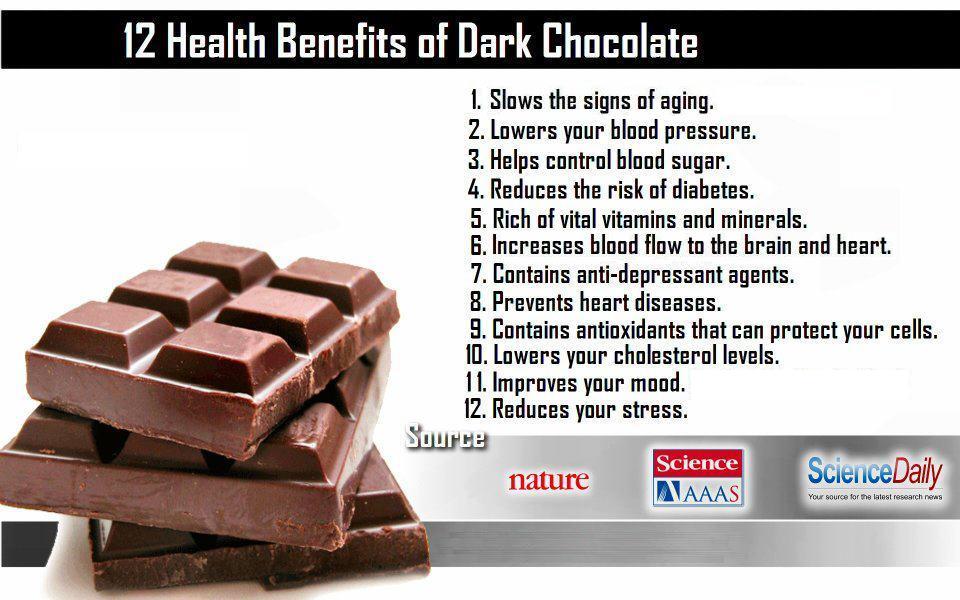 12 Health Benefits of Dark Chocolate
1. Slows the signs of aging.
2. Lowers your blood pressure.
3. Helps control blood sugar.
4. Reduces the risk of diabetes.
5. Rich of vital vitamins and minerals.
6. Increases blood flow to the brain and heart.
7. Contains anti-depressant agents.
8. Prevents heart diseases.
9. Contains antioxidants that can protect your cells.
10. Lowers your cholesterol levels.
11. Improves your mood.
12. Reduces your stress.
Source
nature
Science
AAAS
ScienceDaily
Your source for the latest research news